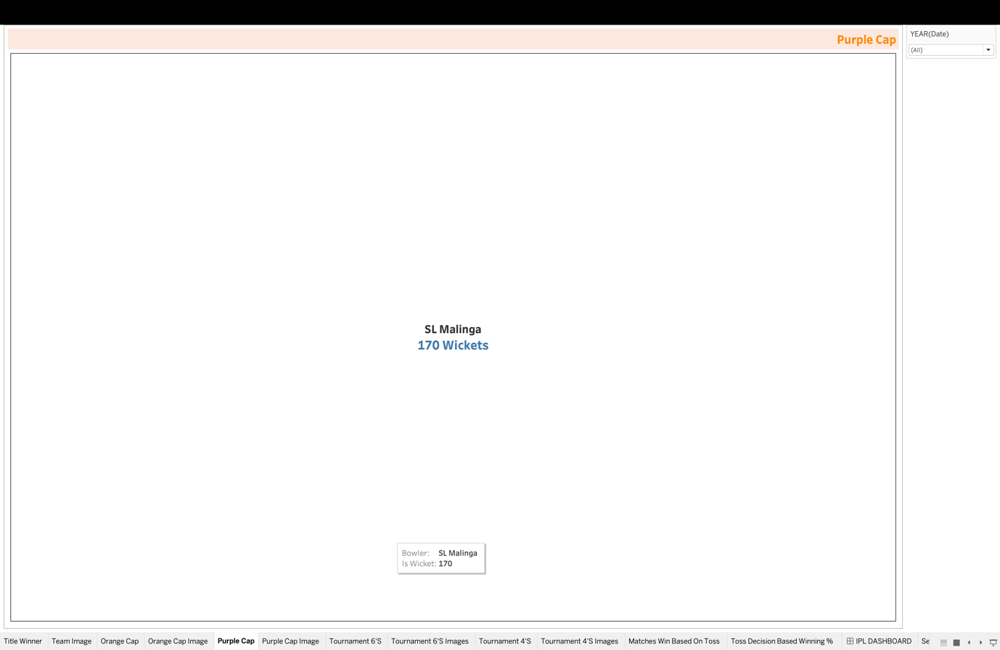 Purple Cap
YEAR(Date)
(All)
SL Malinga
170 Wickets
Bowler: SL Malinga
Is Wicket: 170
Title Winner Team Image Orange Cap Orange Cap Image Purple Cap Purple Cap Image Tournament 6'S Tournament 6'S Images Tournament 4'S Tournament 4'S Images Matches Win Based On Toss Toss Decision Based Winning % IPL DASHBOARD Se